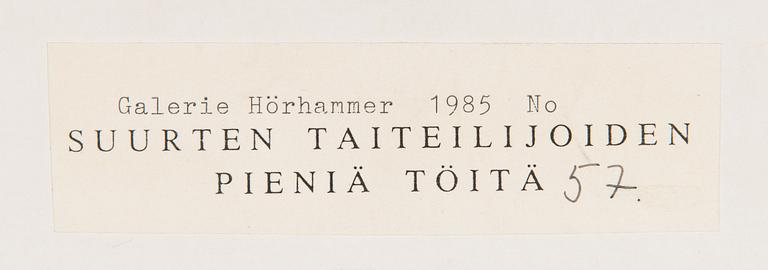 Galerie Hörhammer 1985 No
SUURTEN TAITEILIJOIDEN
PIENIÄ TÖITÄ 57.